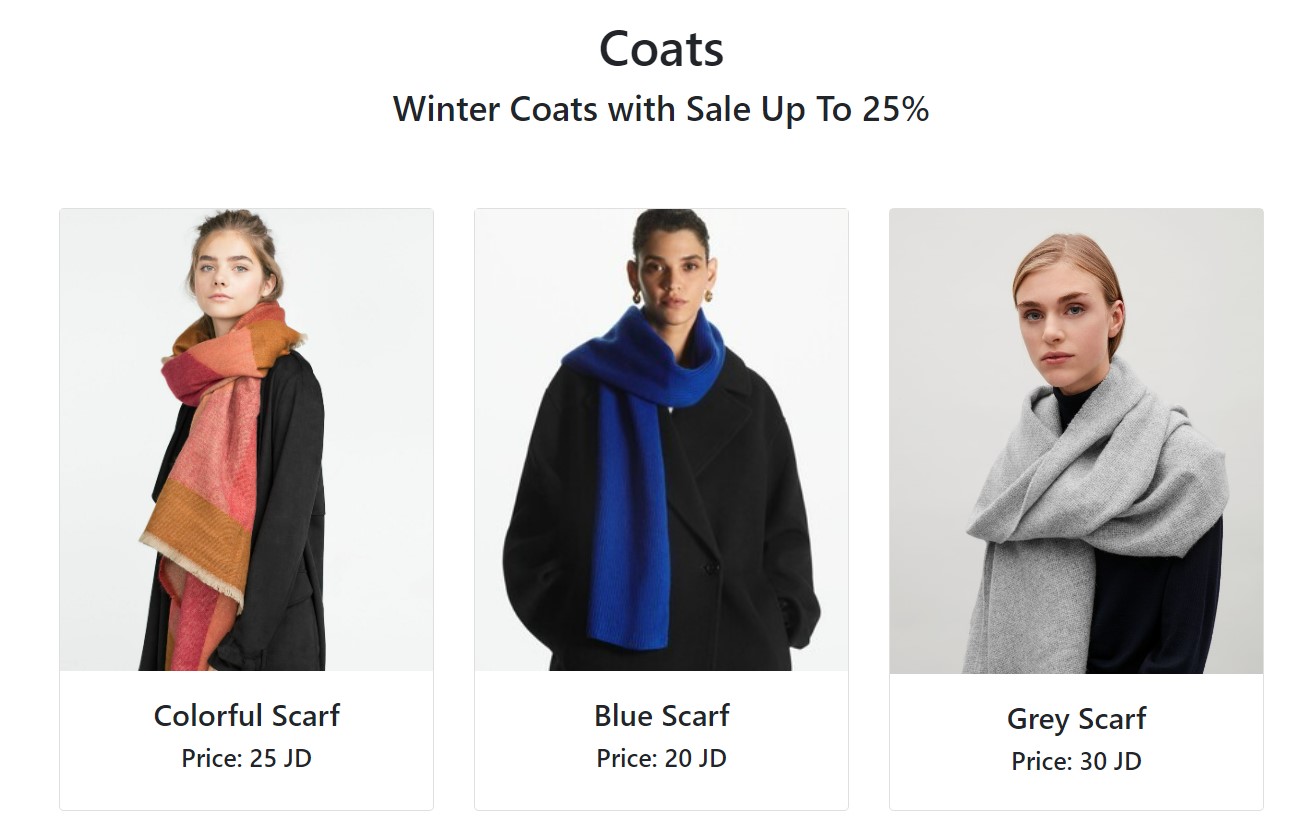 Coats
Winter Coats with Sale Up To 25%
Colorful Scarf
Price: 25 JD
Blue Scarf
Price: 20 JD
Grey Scarf
Price: 30 JD